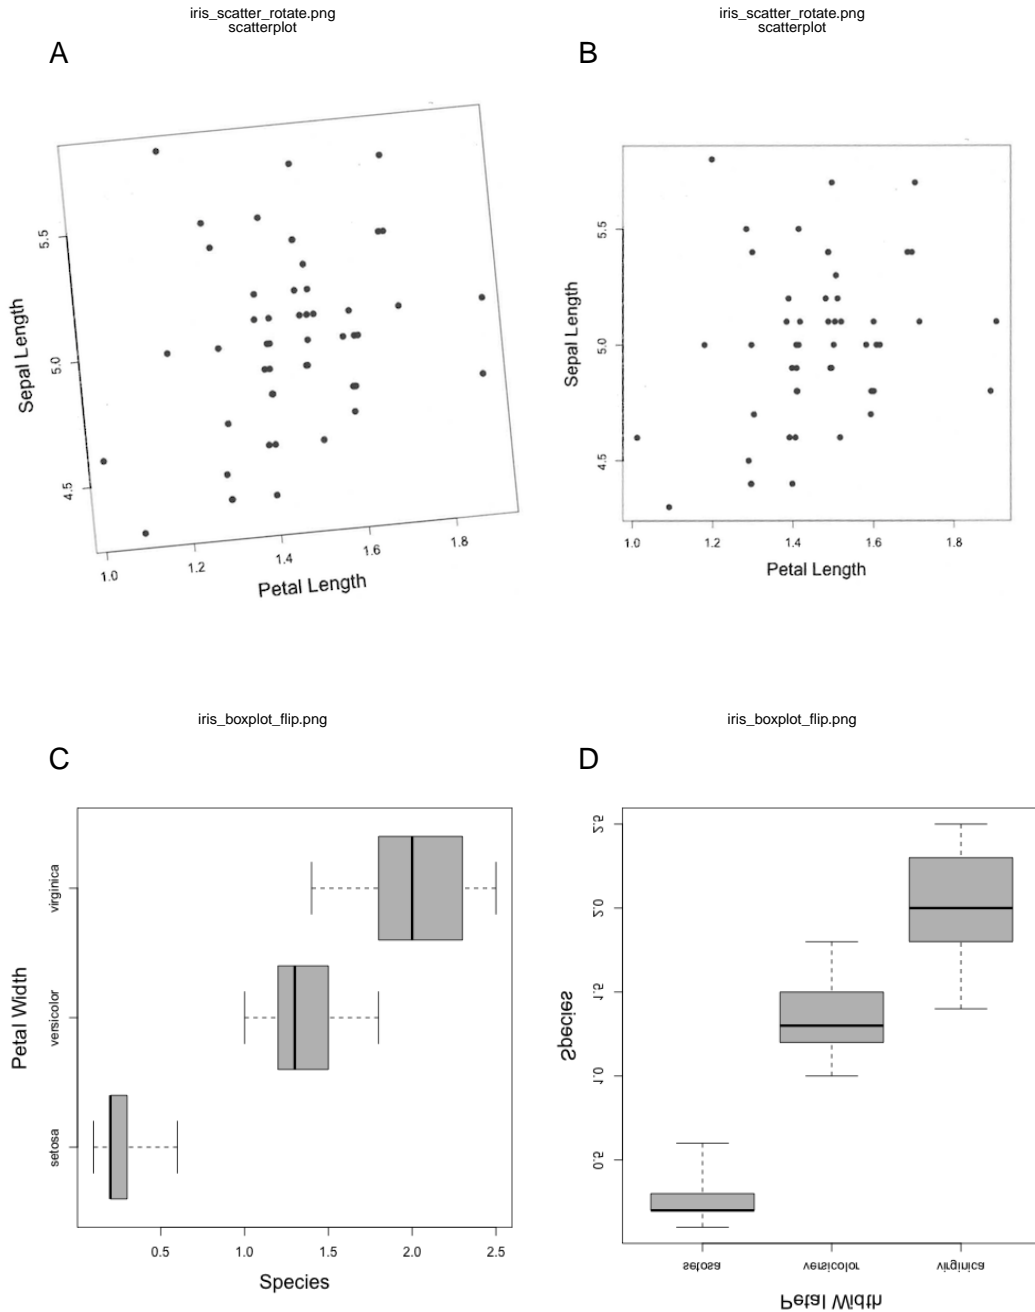 iris_scatter_rotate.png
scatterplot
A
5.5
5.0
4.5
Sepal Length
1.0 1.2 1.4 1.6 1.8
Petal Length
iris_scatter_rotate.png
scatterplot
B
5.5
5.0
4.5
Sepal Length
1.0 1.2 1.4 1.6 1.8
Petal Length
iris_boxplot_flip.png
C
virginica
versicolor
setosa
Petal Width
0.5 1.0 1.5 2.0 2.5
Species
iris_boxplot_flip.png
D
2.5
2.0
1.5
1.0
0.5
Species
setosa versicolor virginica
Petal Width